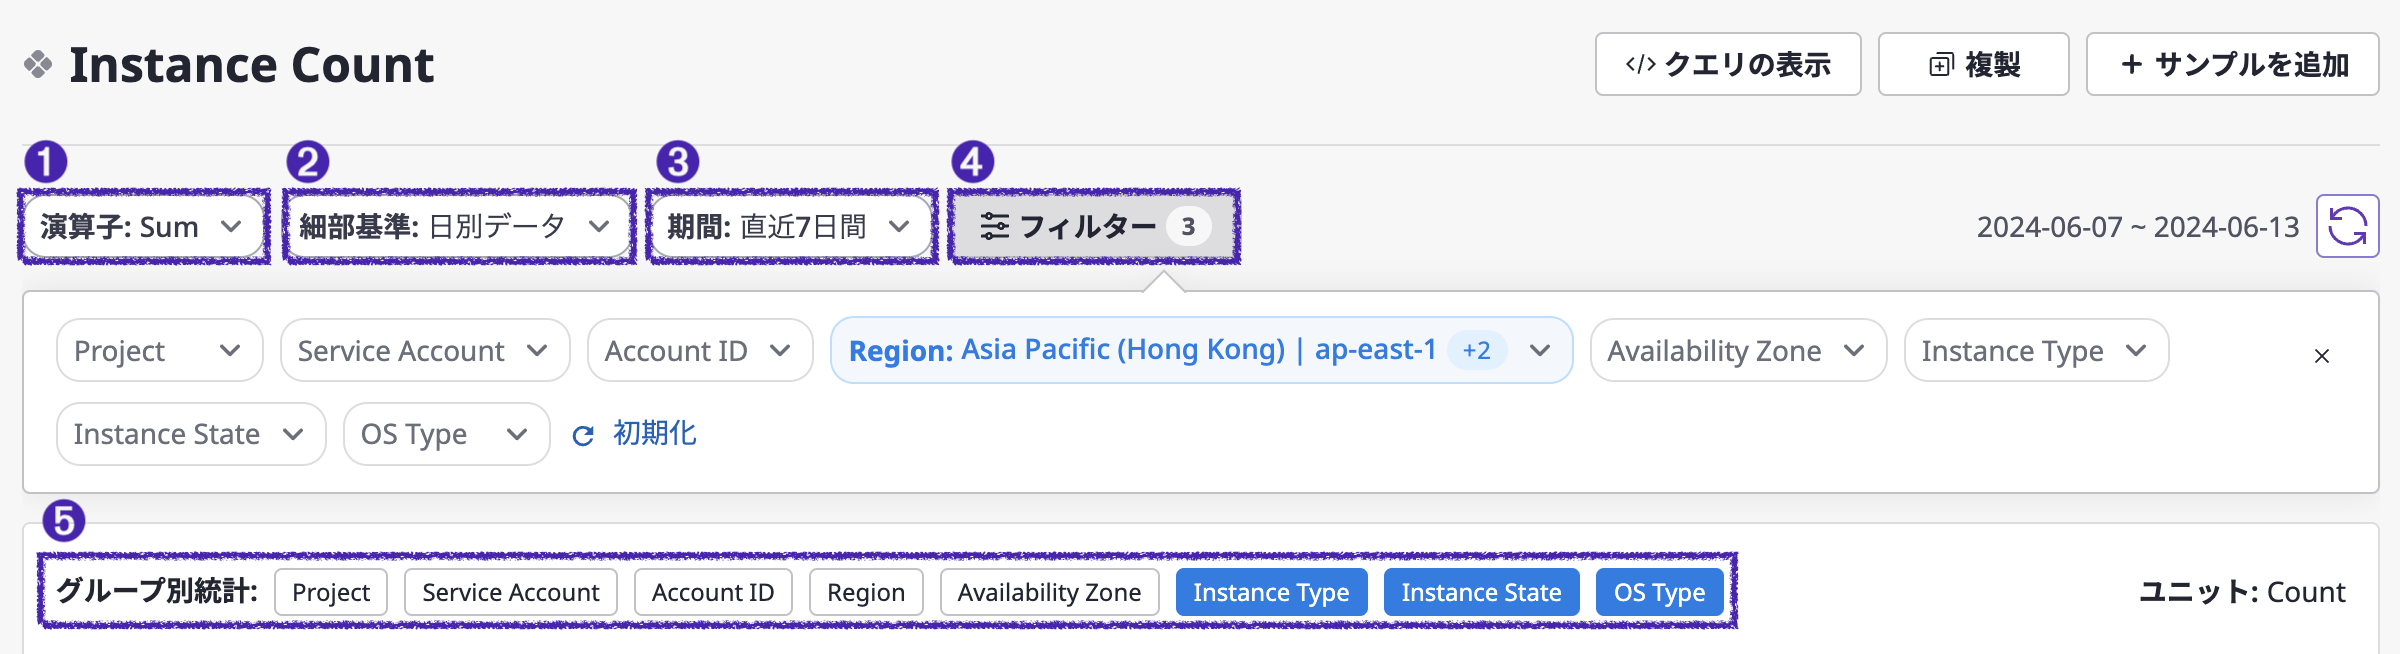 Instance Count
</> クエリの表示
複製
+ サンプルを追加
1 2 3 4
演算子: Sum
細部基準: 日別データ
期間: 直近7日間
フィルター 3
2024-06-07 ~ 2024-06-13
Project
Service Account
Account ID
Region: Asia Pacific (Hong Kong) | ap-east-1 +2
Availability Zone
Instance Type
×
Instance State
OS Type
初期化
5
グループ別統計: Project Service Account Account ID Region Availability Zone Instance Type Instance State OS Type
ユニット: Count